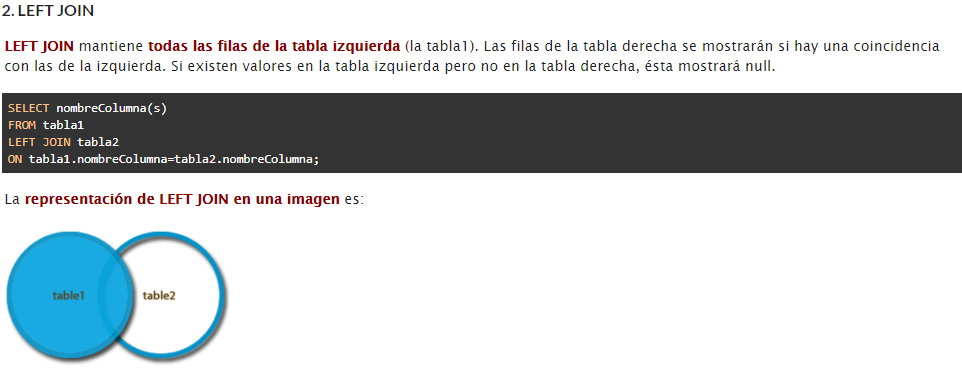 2. LEFT JOIN
LEFT JOIN mantiene todas las filas de la tabla izquierda (la tabla1). Las filas de la tabla derecha se mostrarán si hay una coincidencia
con las de la izquierda. Si existen valores en la tabla izquierda pero no en la tabla derecha, ésta mostrará null.
SELECT nombreColumna(s)
FROM tabla1
LEFT JOIN tabla2
ON tabla1.nombreColumna=tabla2.nombreColumna;
La representación de LEFT JOIN en una imagen es:
table1 table2